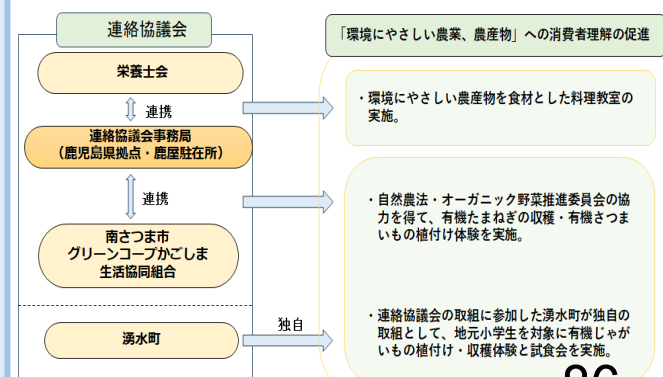 連絡協議会
栄養士会
連携
連絡協議会事務局
（鹿児島県拠点・鹿屋駐在所）
連携
南さつま市
グリーンコープかごしま
生活協同組合
湧水町
独自
「環境にやさしい農業、農産物」への消費者理解の促進
・環境にやさしい農産物を食材とした料理教室の
実施。
・自然農法・オーガニック野菜推進委員会の協
力を得て、有機たまねぎの収穫・有機さつま
いもの植付け体験を実施。
・連絡協議会の取組に参加した湧水町が独自の
取組として、地元小学生を対象に有機じゃが
いもの植付け・収穫体験と試食会を実施。